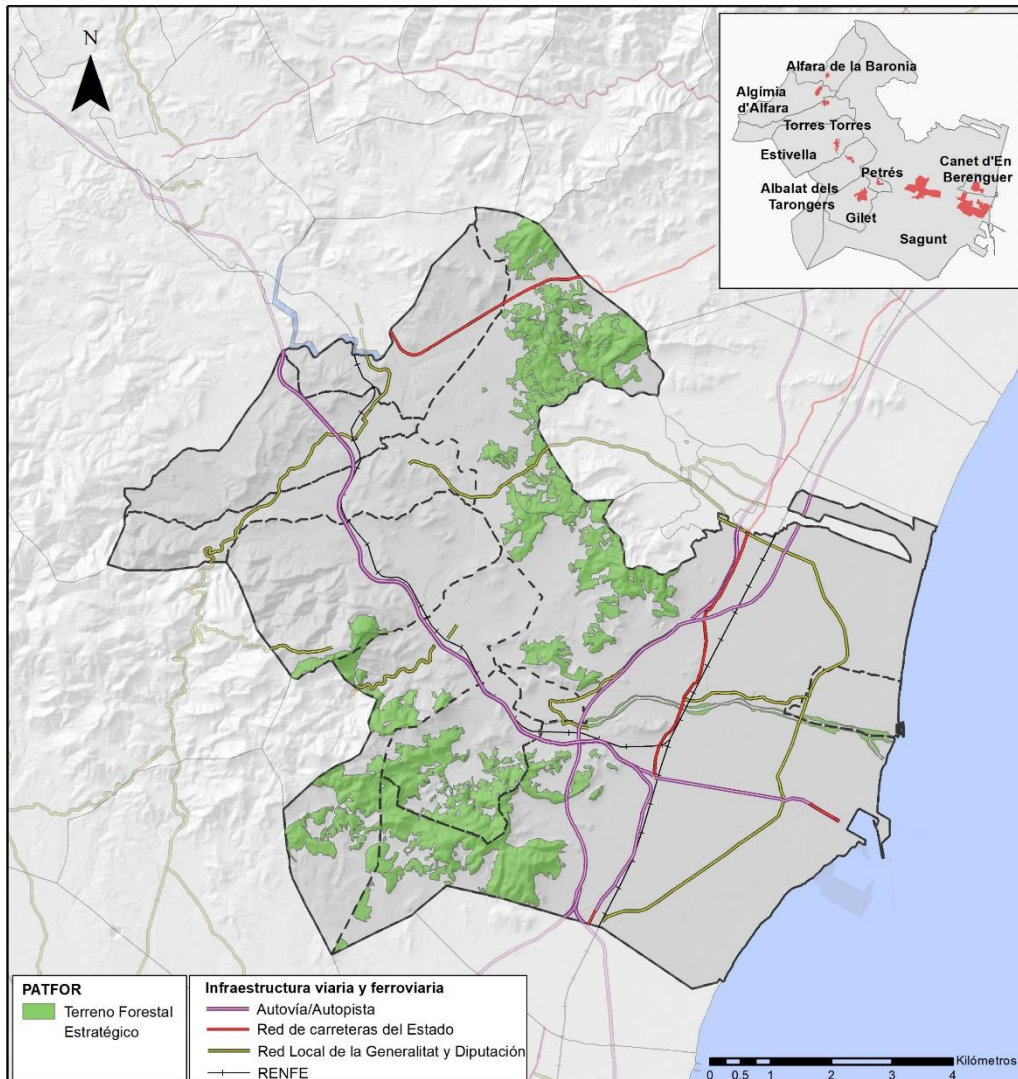 N
Alfara de la Baronia
Algímia
d'Alfara
Torres Torres
Estivella
Canet d'En
Berenguer
Petrés
Albalat dels
Tarongers
Gilet
Sagunt
PATFOR
Terreno Forestal
Estratégico
Infraestructura viaria y ferroviaria
Autovía/Autopista
Red de carreteras del Estado
Red Local de la Generalitat y Diputación
RENFE
Kilómetros
0 0,5 1 2 3 4